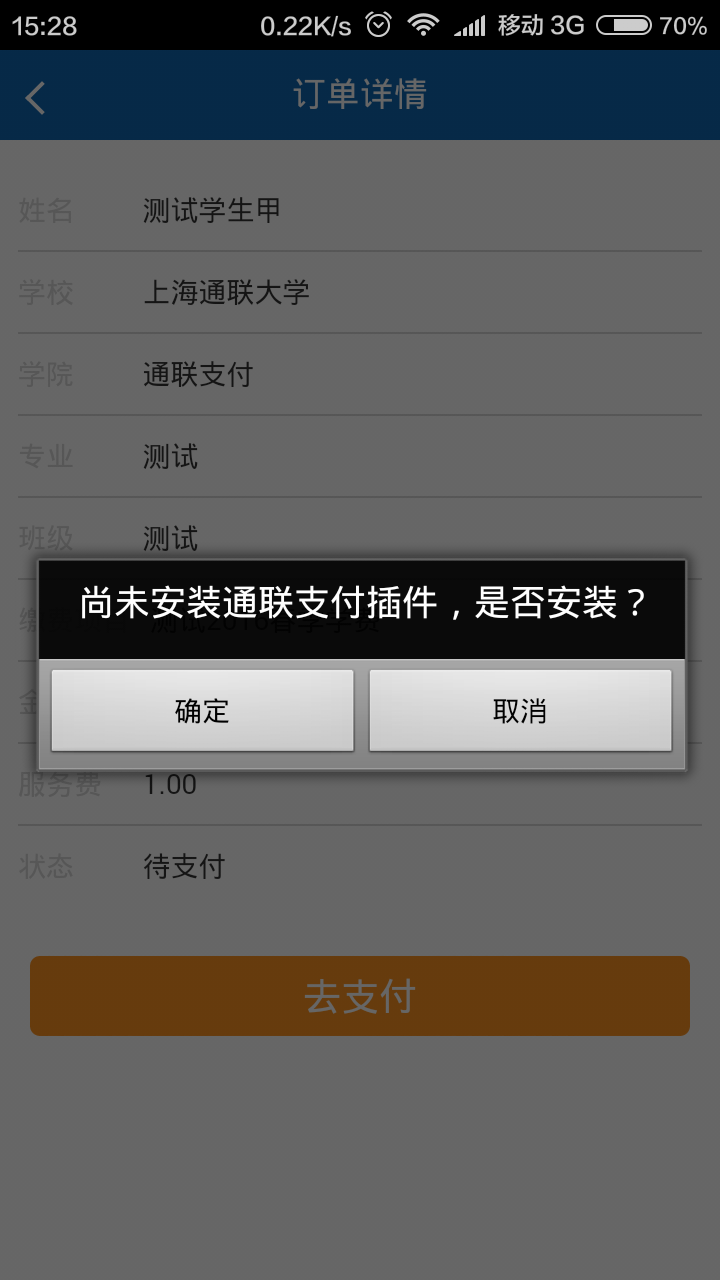 15:28 0.22K/s 移动 3G 70%
订单详情
姓名 测试学生甲
学校 上海通联大学
学院 通联支付
专业 测试
班级 测试
尚未安装通联支付插件，是否安装？
确定 取消
服务费 1.00
状态 待支付
去支付